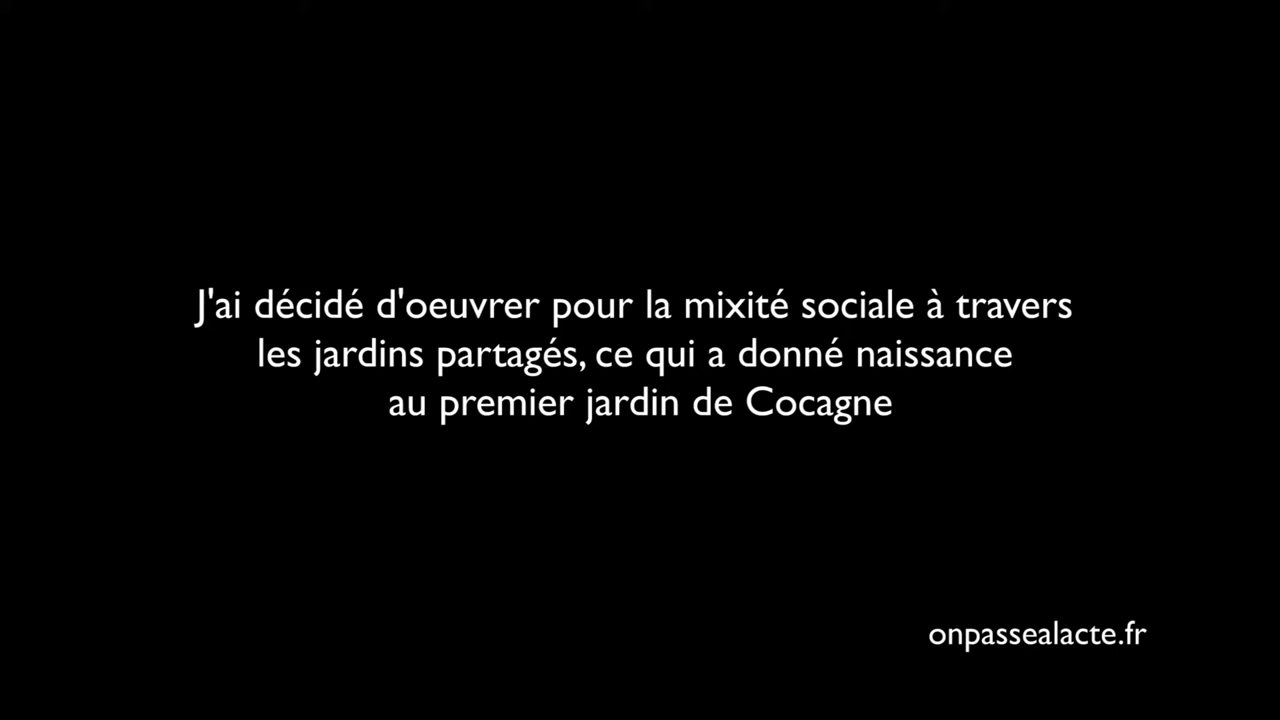 J'ai décidé d'oeuvrer pour la mixité sociale à travers
les jardins partagés, ce qui a donné naissance
au premier jardin de Cocagne
onpassealacte.fr